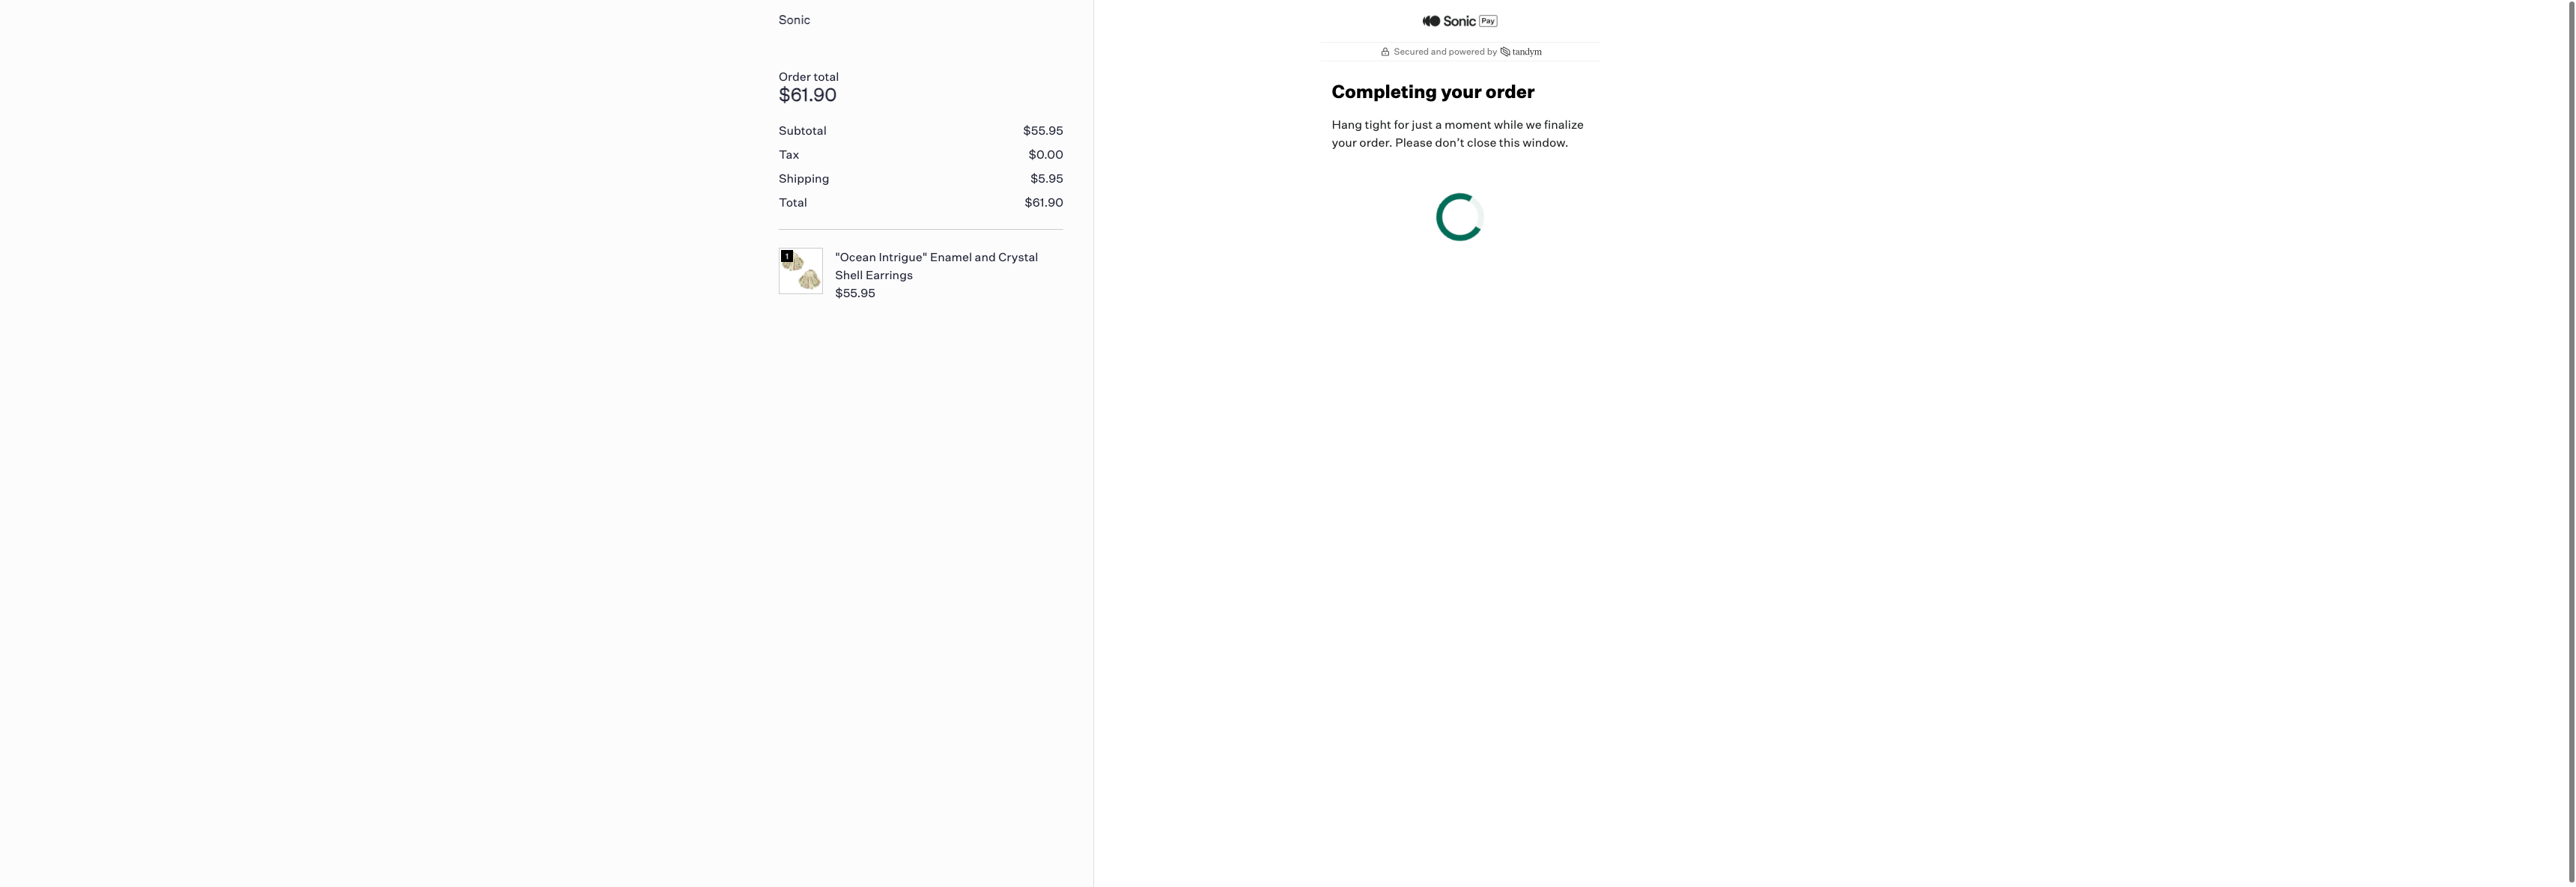 Sonic
Order total
$61.90
Subtotal $55.95
Tax $0.00
Shipping $5.95
Total $61.90
1
"Ocean Intrigue" Enamel and Crystal
Shell Earrings
$55.95
Sonic Pay
Secured and powered by tandym
Completing your order
Hang tight for just a moment while we finalize
your order. Please don’t close this window.